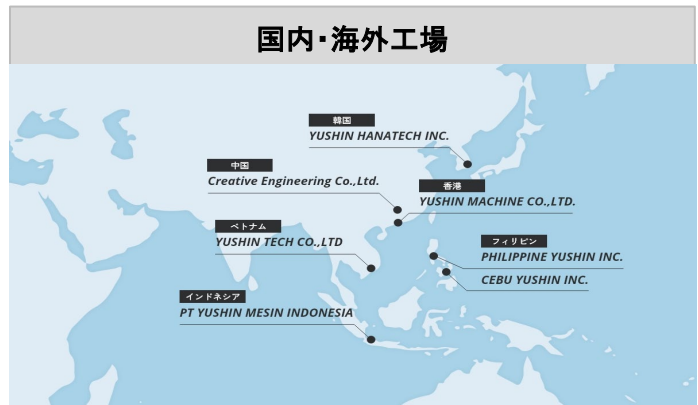 国内・海外工場
韓国
YUSHIN HANATECH INC.
中国
Creative Engineering Co.,Ltd.
香港
YUSHIN MACHINE CO.,LTD.
ベトナム
YUSHIN TECH CO.,LTD
フィリピン
PHILIPPINE YUSHIN INC.
CEBU YUSHIN INC.
インドネシア
PT YUSHIN MESIN INDONESIA